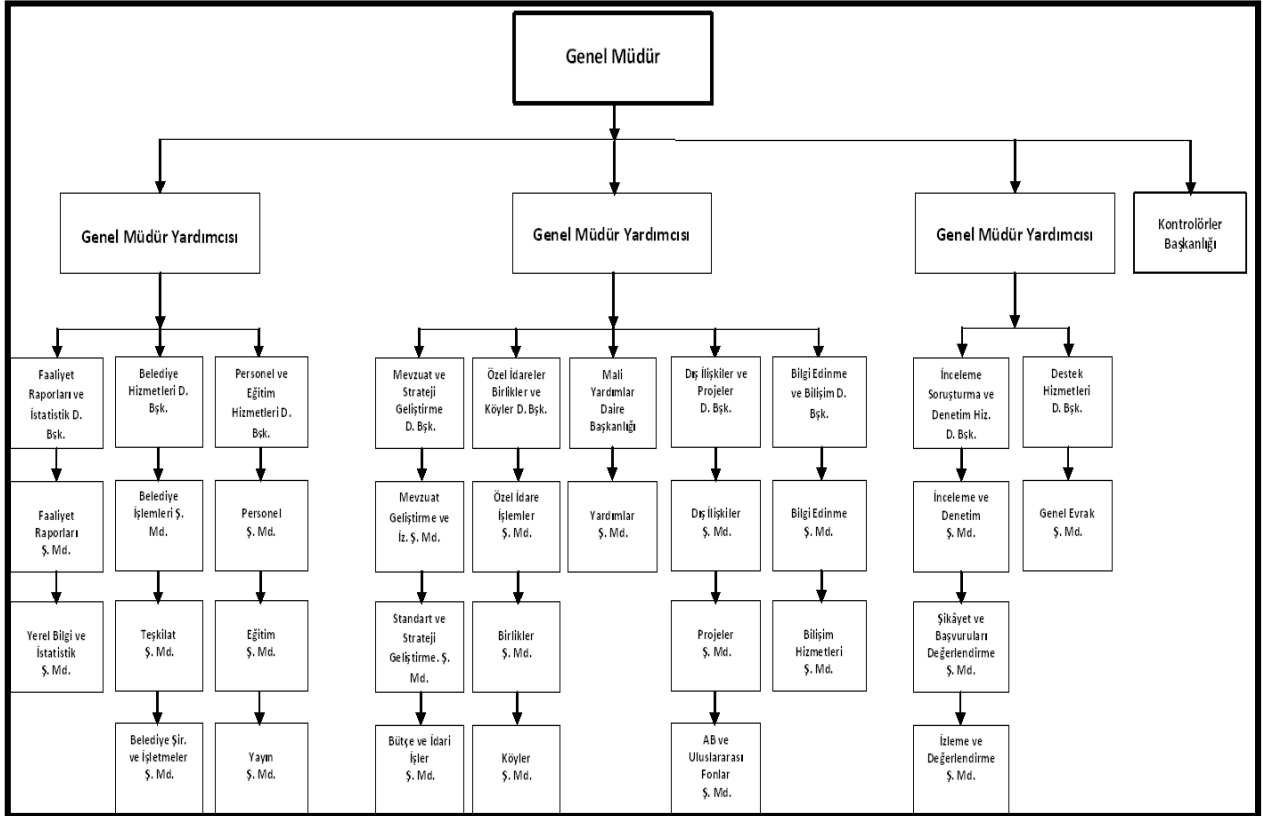 Genel Müdür
Genel Müdür Yardımcısı
Genel Müdür Yardımcısı
Genel Müdür Yardımcısı
Kontrolörler
Başkanlığı
Faaliyet
Raporları ve
İstatistik D.
Bşk.
Belediye
Hizmetleri D.
Bşk.
Personel ve
Eğitim
Hizmetleri D.
Bşk.
Mevzuat ve
Strateji
Geliştirme
D. Bşk.
Özel İdareler
Birlikler ve
Köyler D. Bşk.
Mali
Yardımlar
Daire
Başkanlığı
Dış İlişkiler ve
Projeler
D. Bşk.
Bilgi Edinme
ve Bilişim D.
Bşk.
İnceleme
Soruşturma ve
Denetim Hiz.
D. Bşk.
Destek
Hizmetleri
D. Bşk.
Faaliyet
Raporları
Ş. Md.
Belediye
İşlemleri Ş.
Md.
Personel
Ş. Md.
Mevzuat
Geliştirme ve
İz. Ş. Md.
Özel İdare
İşlemler
Ş. Md.
Yardımlar
Ş. Md.
Dış İlişkiler
Ş. Md.
Bilgi Edinme
Ş. Md.
İnceleme ve
Denetim
Ş. Md.
Genel Evrak
Ş. Md.
Yerel Bilgi ve
İstatistik
Ş. Md.
Teşkilat
Ş. Md.
Eğitim
Ş. Md.
Standart ve
Strateji
Geliştirme. Ş.
Md.
Birlikler
Ş. Md.
Projeler
Ş. Md.
Bilişim
Hizmetleri
Ş. Md.
Şikâyet ve
Başvuruları
Değerlendirme
Ş. Md.
Belediye Şir.
ve İşletmeler
Ş. Md.
Yayın
Ş. Md.
Bütçe ve İdari
İşler
Ş. Md.
Köyler
Ş. Md.
AB ve
Uluslararası
Fonlar
Ş. Md.
İzleme ve
Değerlendirme
Ş. Md.